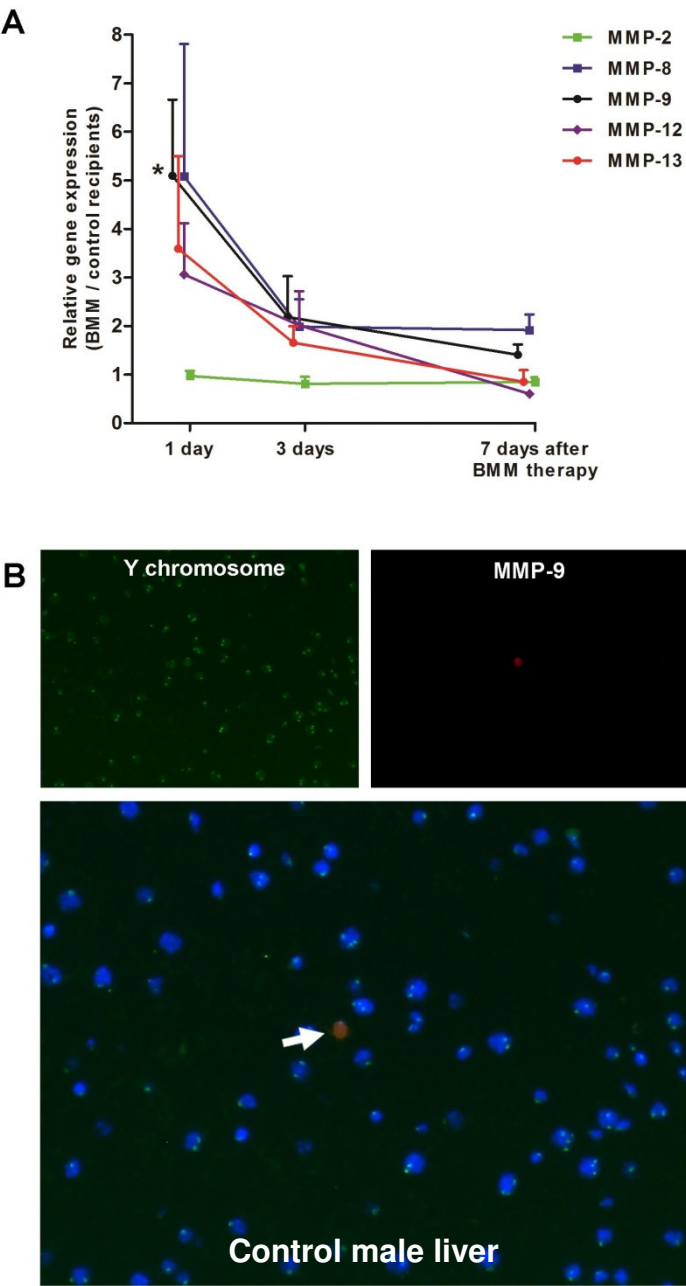 A
Relative gene expression
(BMM / control recipients)
8
7
6
5
4
3
2
1
0
*
1 day
3 days
7 days after
BMM therapy
MMP-2
MMP-8
MMP-9
MMP-12
MMP-13
B
Y chromosome
MMP-9
Control male liver